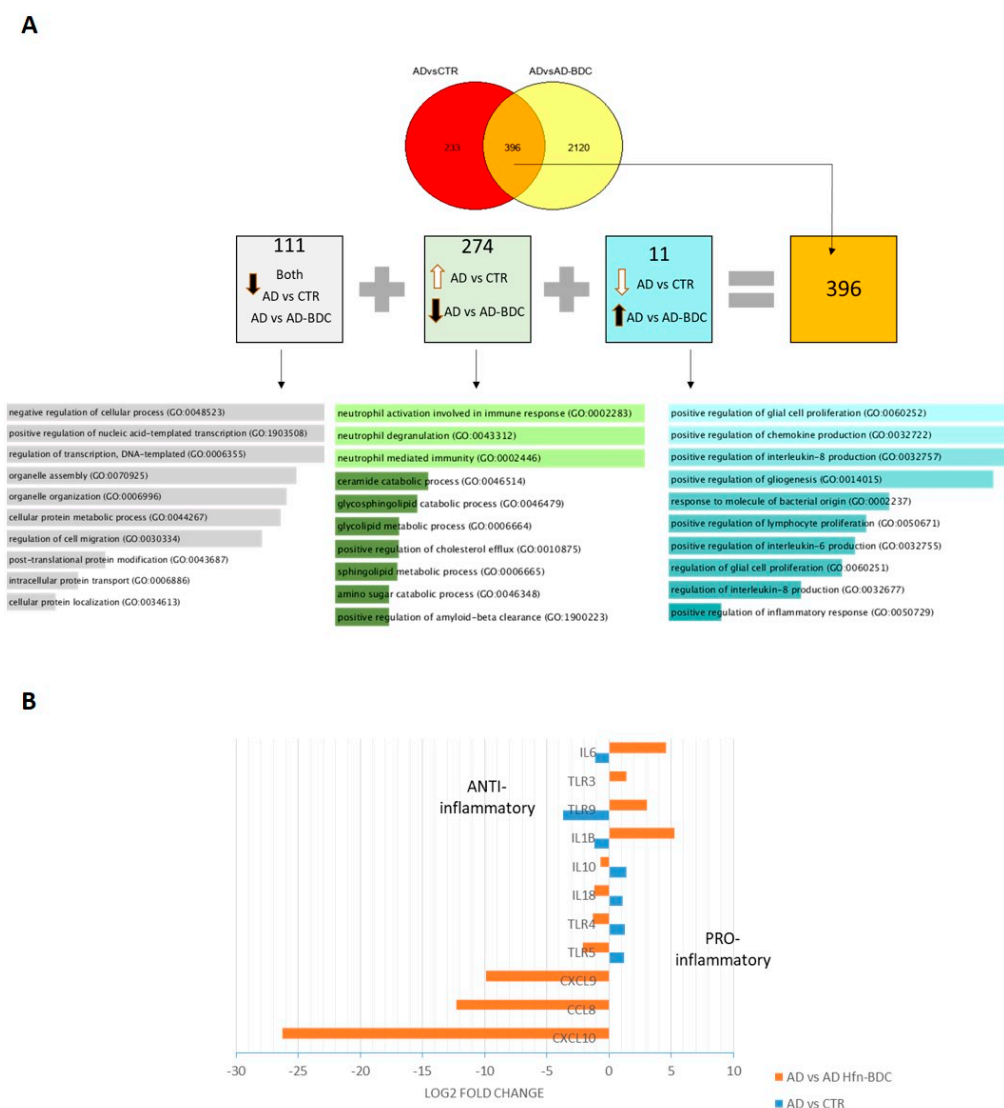 A
ADvsCTR
ADvsAD-BDC
233
396
2120
111
Both
AD vs CTR
AD vs AD-BDC
274
AD vs CTR
AD vs AD-BDC
11
AD vs CTR
AD vs AD-BDC
396
negative regulation of cellular process (GO:0048523)
positive regulation of nucleic acid-templated transcription (GO:1903508)
regulation of transcription, DNA-templated (GO:0006355)
organelle assembly (GO:0070925)
organelle organization (GO:0006996)
cellular protein metabolic process (GO:0044267)
regulation of cell migration (GO:0030334)
post-translational protein modification (GO:0043687)
intracellular protein transport (GO:0006886)
cellular protein localization (GO:0034613)
neutrophil activation involved in immune response (GO:0002283)
neutrophil degranulation (GO:0043312)
neutrophil mediated immunity (GO:0002446)
ceramide catabolic process (GO:0046514)
glycosphingolipid catabolic process (GO:0046479)
glycolipid metabolic process (GO:0006664)
positive regulation of cholesterol efflux (GO:0010875)
sphingolipid metabolic process (GO:0006665)
amino sugar catabolic process (GO:0046348)
positive regulation of amyloid-beta clearance (GO:1900223)
positive regulation of glial cell proliferation (GO:0060252)
positive regulation of chemokine production (GO:0032722)
positive regulation of interleukin-8 production (GO:0032757)
positive regulation of gliogenesis (GO:0014015)
response to molecule of bacterial origin (GO:0002237)
positive regulation of lymphocyte proliferation (GO:0050671)
positive regulation of interleukin-6 production (GO:0032755)
regulation of glial cell proliferation (GO:0060251)
regulation of interleukin-8 production (GO:0032677)
positive regulation of inflammatory response (GO:0050729)
B
IL6
TLR3
TLR9
IL1B
IL10
IL18
TLR4
TLR5
CXCL9
CCL8
CXCL10
ANTI-
inflammatory
PRO-
inflammatory
-30 -25 -20 -15 -10 -5 0 5 10
LOG2 FOLD CHANGE
AD vs AD Hfn-BDC
AD vs CTR